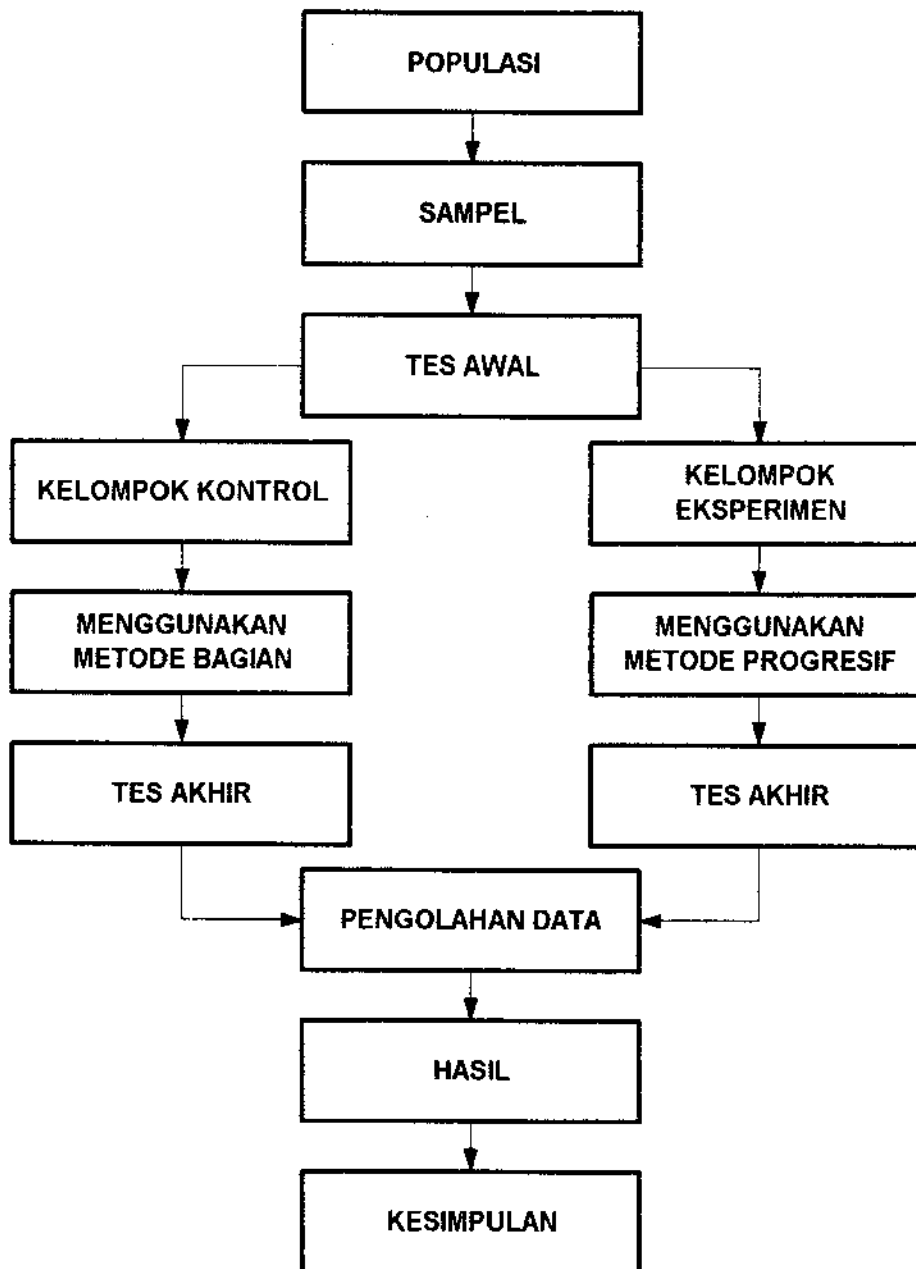 POPULASI
SAMPEL
TES AWAL
KELOMPOK KONTROL
KELOMPOK
EKSPERIMEN
MENGGUNAKAN
METODE BAGIAN
MENGGUNAKAN
METODE PROGRESIF
TES AKHIR
TES AKHIR
PENGOLAHAN DATA
HASIL
KESIMPULAN